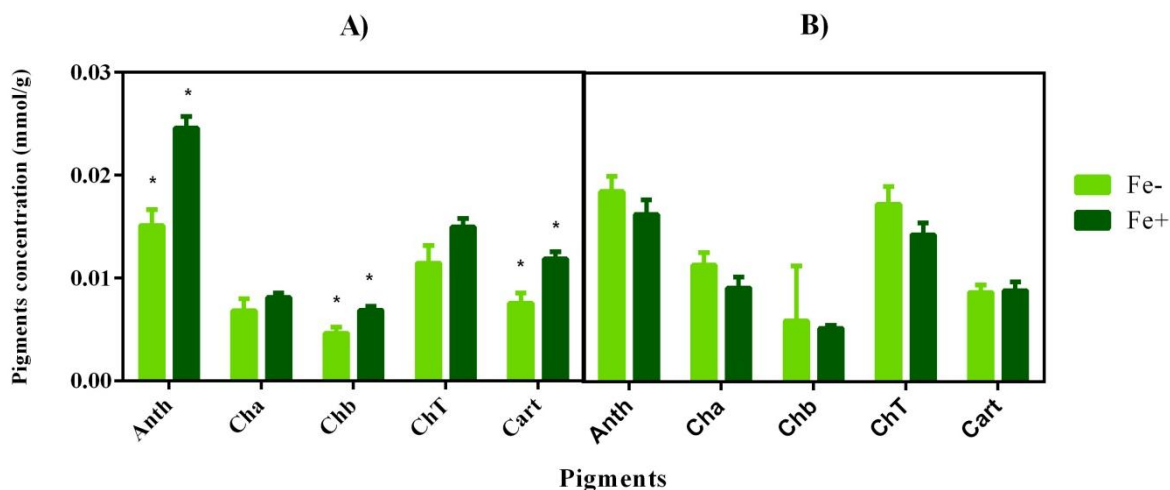 A)
B)
Pigments concentration (mmol/g)
0.03
0.02
0.01
0.00
* * * * * *
Anth Cha Chb ChT Cart
Anth Cha Chb ChT Cart
Pigments
Fe-
Fe+